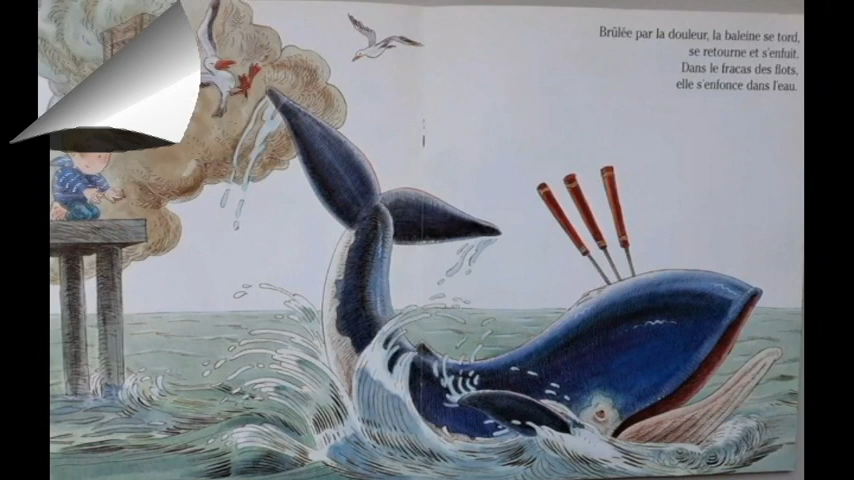 Brûlée par la douleur, la baleine se tord,
se retourne et s'enfuit.
Dans le fracas des flots,
elle s'enfonce dans l'eau.